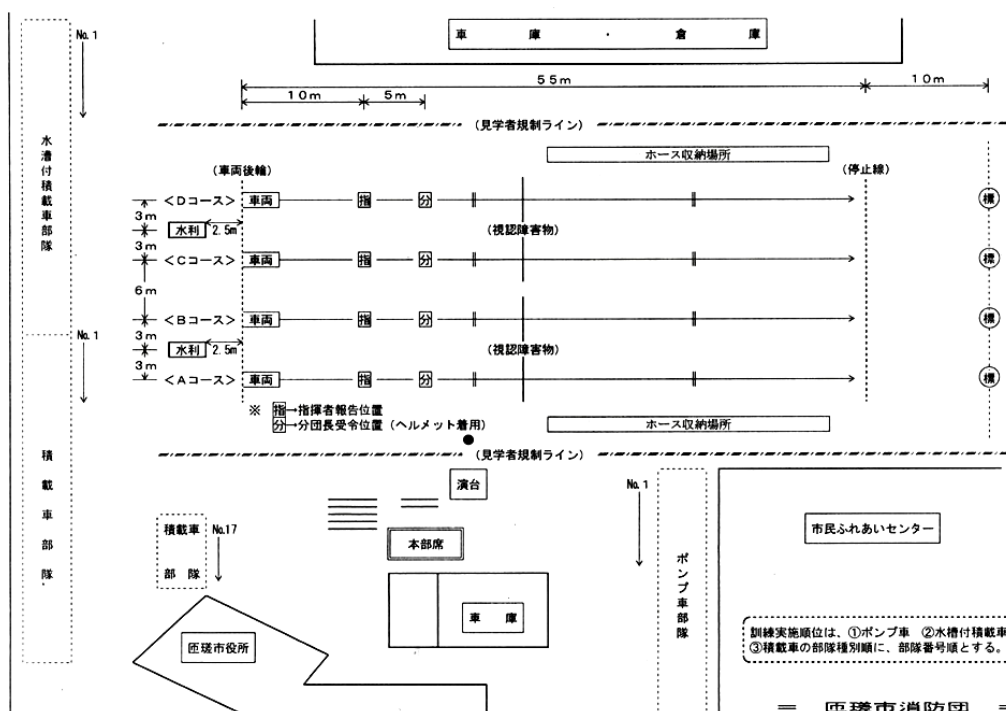 車庫・倉庫
No.1
55m
10m
10m
5m
(見学者規制ライン)
水槽付積載車部隊
ホース収納場所
(車両後輪)
(停止線)
<Dコース>
車両
指
分
標
3m
水利
2.5m
(視認障害物)
3m
<Cコース>
車両
指
分
標
6m
<Bコース>
車両
指
分
標
No.1
3m
水利
2.5m
(視認障害物)
3m
<Aコース>
車両
指
分
標
※ 指→指揮者報告位置
分→分団長受令位置(ヘルメット着用)
ホース収納場所
(見学者規制ライン)
積載車部隊
演台
No.1
積載車
部隊
No.17
本部席
市民ふれあいセンター
ポンプ車部隊
車庫
匝瑳市役所
訓練実施順位は、①ポンプ車 ②水槽付積載車
③積載車の部隊種別順に、部隊番号順とする。
匝瑳市消防団